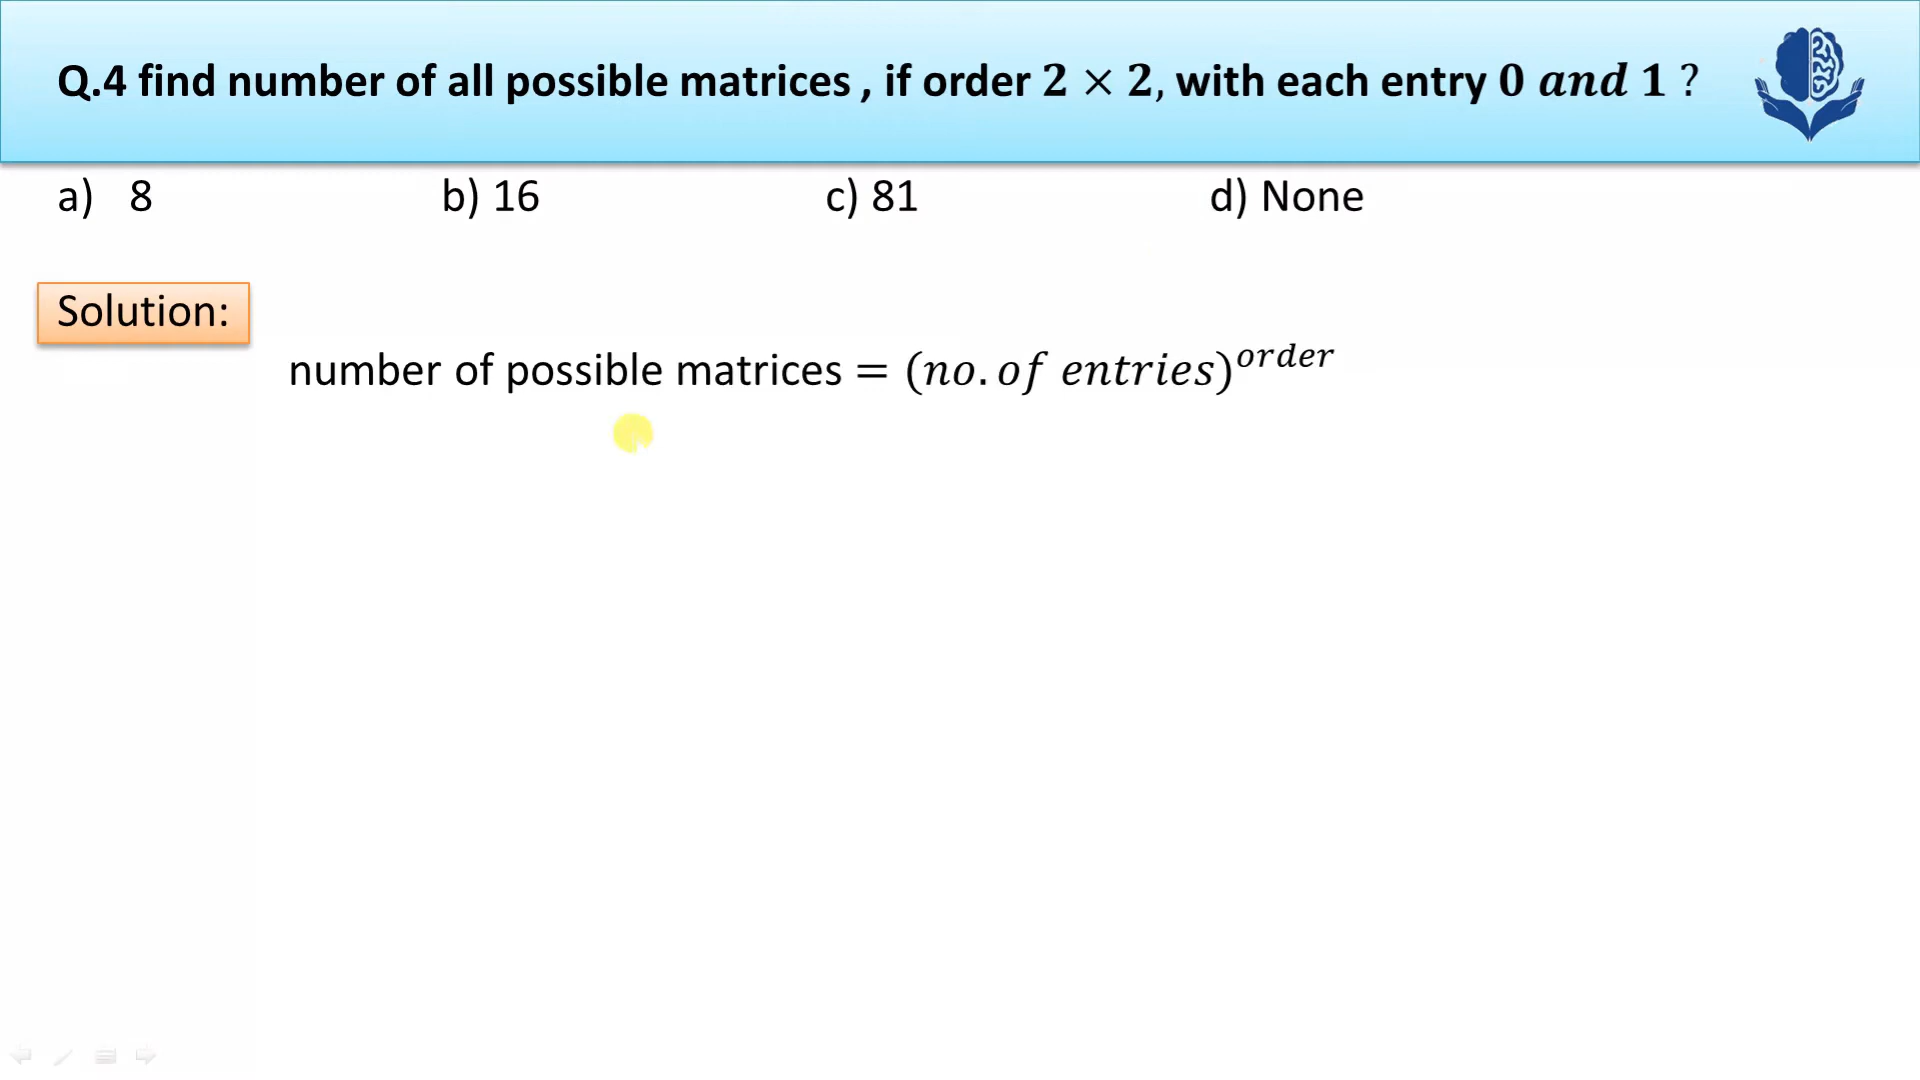 Q.4 find number of all possible matrices , if order 2 × 2, with each entry 0 and 1 ?
a) 8 b) 16 c) 81 d) None
Solution:
number of possible matrices = (no. of entries)^order